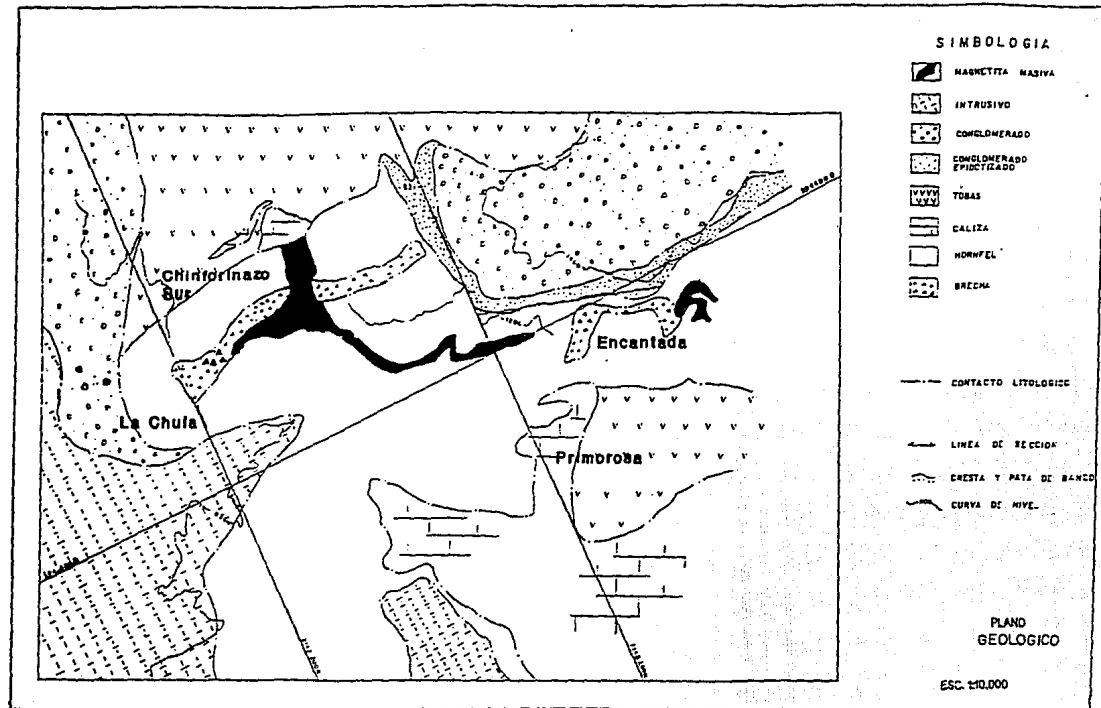 SIMBOLOGIA
MAGNETITA MASIVA
INTRUSIVO
CONGLOMERADO
CONGLOMERADO
EPIDOTIZADO
TOBAS
CALIZA
HORNFEL
BRECHA
CONTACTO LITOLOGICO
LINEA DE SECCION
CRESTA Y PATA DE BANCO
CURVA DE NIVEL
PLANO
GEOLOGICO
ESC. 1:10,000
Chinforinazo
Sur
Encantada
La Chula
Primorosa